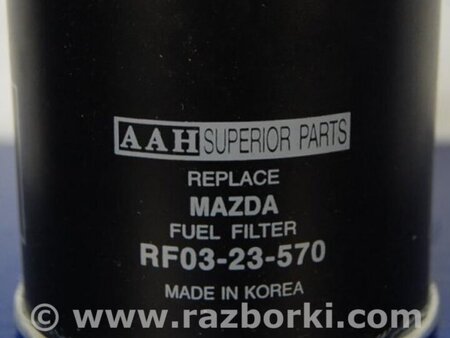 AAH SUPERIOR PARTS
REPLACE
MAZDA
FUEL FILTER
RF03-23-570
MADE IN KOREA
© www.razborki.com